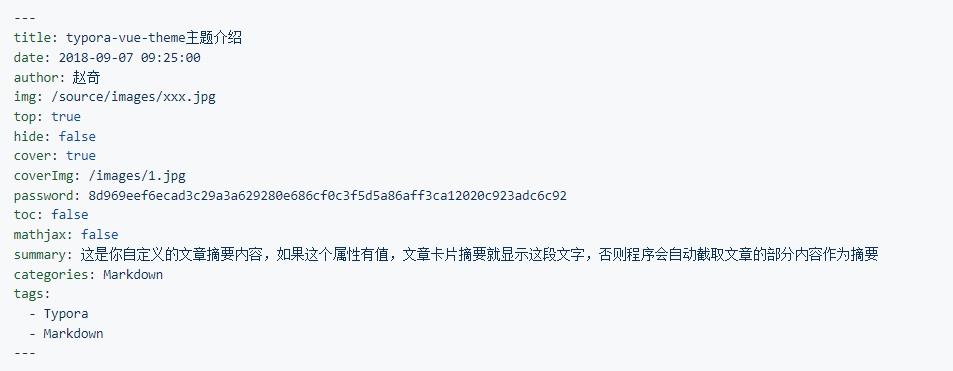 ---
title: typora-vue-theme主题介绍
date: 2018-09-07 09:25:00
author: 赵奇
img: /source/images/xxx.jpg
top: true
hide: false
cover: true
coverImg: /images/1.jpg
password: 8d969eef6ecad3c29a3a629280e686cf0c3f5d5a86aff3ca12020c923adc6c92
toc: false
mathjax: false
summary: 这是你自定义的文章摘要内容，如果这个属性有值，文章卡片摘要就显示这段文字，否则程序会自动截取文章的部分内容作为摘要
categories: Markdown
tags:
  - Typora
  - Markdown
---